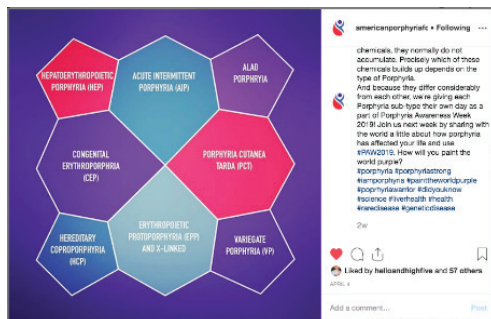 HEPATOERYTHROPOIETIC
PORPHYRIA (HEP)
ACUTE INTERMITTENT
PORPHYRIA (AIP)
ALAD
PORPHRYIA
CONGENITAL
ERYTHROPORPHRIA
(CEP)
PORPHYRIA CUTANEA
TARDA (PCT)
HEREDITARY
COPROPORPHYRIA
(HCP)
ERYTHROPOIETIC
PROTOPORPHYRIA (EPP)
AND X-LINKED
VARIEGATE
PORPHYRIA (VP)
americanporphyriafc • Following
chemicals, they normally do not
accumulate. Precisely which of these
chemicals builds up depends on the
type of Porphyria.
And because they differ considerably
from each other, we're giving each
Porphyria sub-type their own day as a
part of Porphyria Awareness Week
2019! Join us next week by sharing with
the world a little about how porphyria
has affected your life and use
#PAW2019. How will you paint the
world purple?
#porphyria #porphyriastrong
#iamporphyria #painttheworldpurple
#poprhyriawarrior #didyouknow
#science #liverhealth #health
#raredisease #geneticdisease
2w
Liked by helloandhighfive and 57 others
APRIL 4
Add a comment...
Post